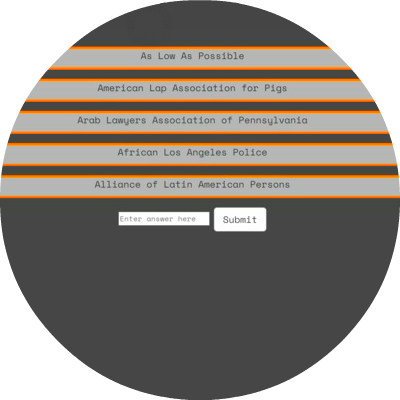 As Low As Possible
American Lap Association for Pigs
Arab Lawyers Association of Pennsylvania
African Los Angeles Police
Alliance of Latin American Persons
Enter answer here Submit